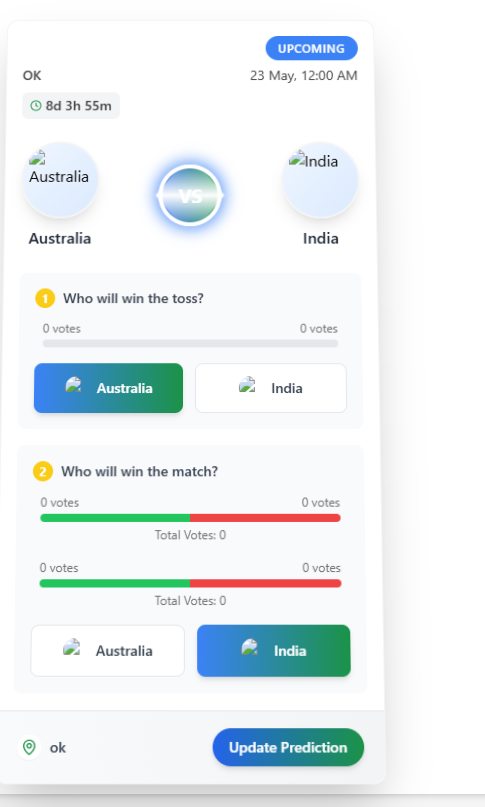 UPCOMING
OK
23 May, 12:00 AM
8d 3h 55m
Australia
India
VS
Australia
India
1 Who will win the toss?
0 votes
0 votes
Australia
India
2 Who will win the match?
0 votes
0 votes
Total Votes: 0
0 votes
0 votes
Total Votes: 0
Australia
India
ok
Update Prediction